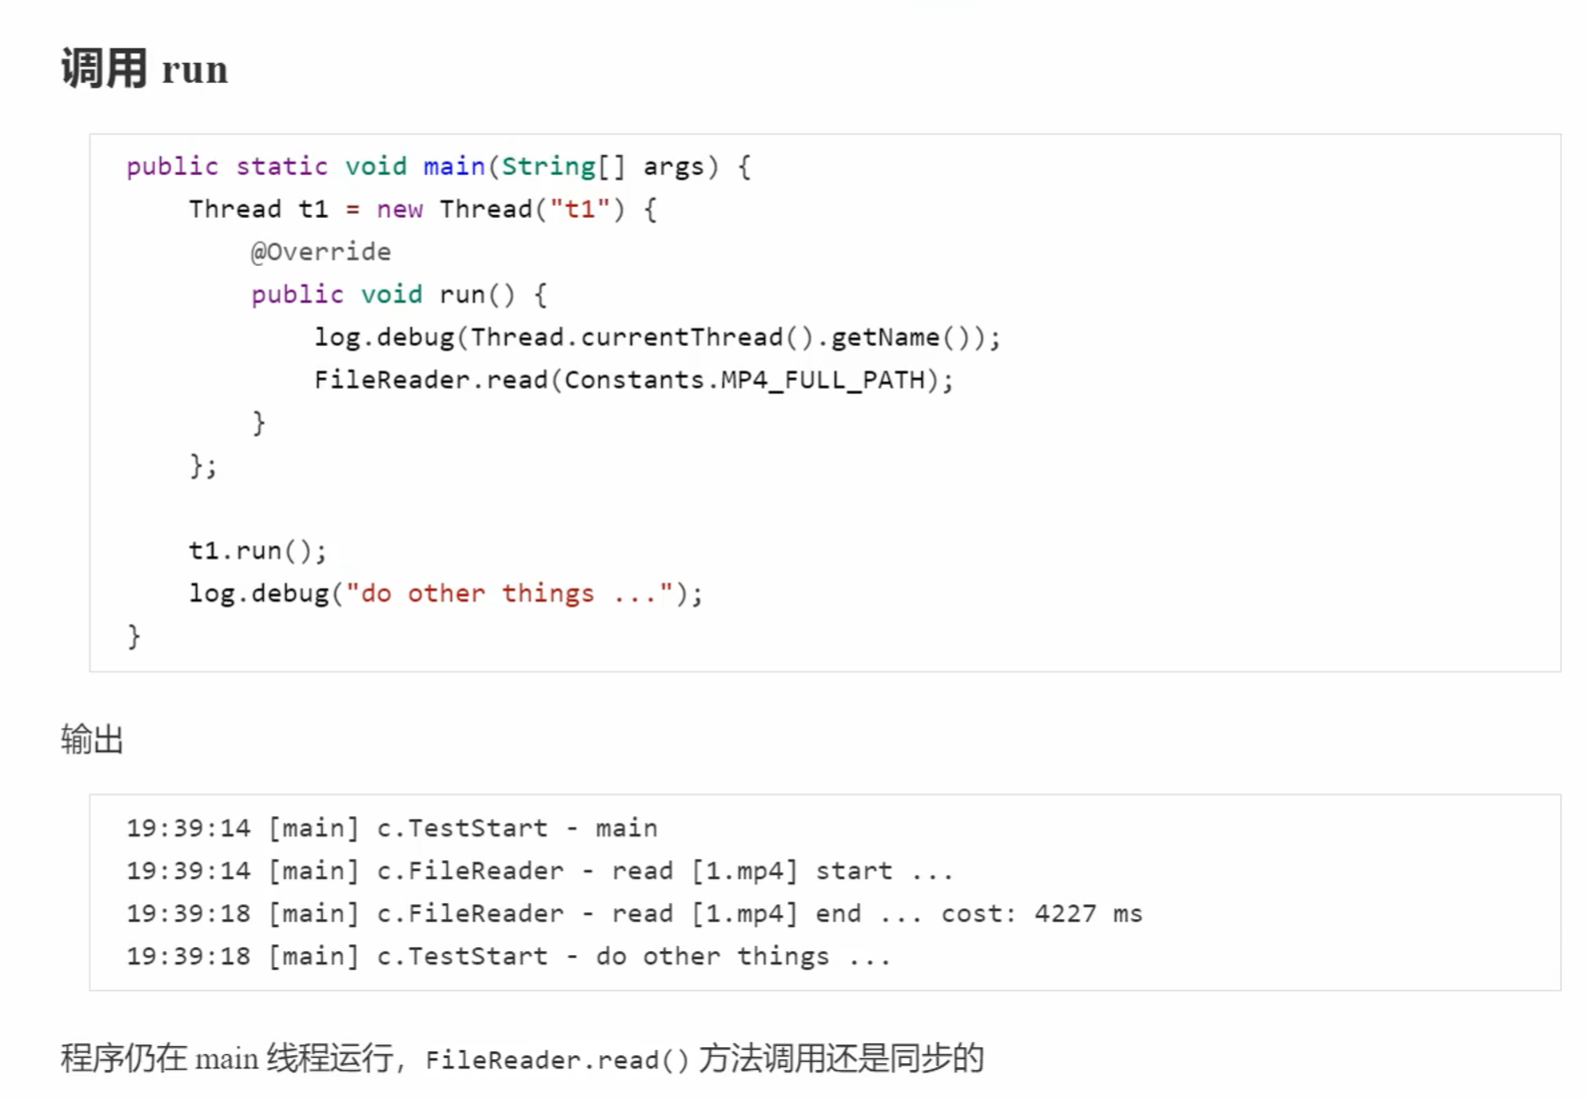 调用 run
public static void main(String[] args) {
    Thread t1 = new Thread("t1") {
        @Override
        public void run() {
            log.debug(Thread.currentThread().getName());
            FileReader.read(Constants.MP4_FULL_PATH);
        }
    };
    t1.run();
    log.debug("do other things ...");
}
输出
19:39:14 [main] c.TestStart - main
19:39:14 [main] c.FileReader - read [1.mp4] start ...
19:39:18 [main] c.FileReader - read [1.mp4] end ... cost: 4227 ms
19:39:18 [main] c.TestStart - do other things ...
程序仍在 main 线程运行，FileReader.read() 方法调用还是同步的